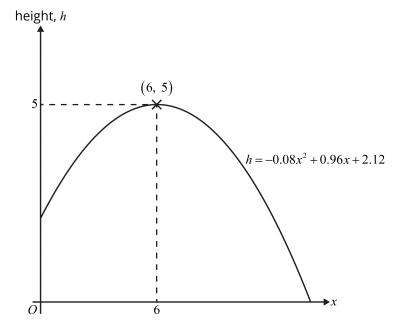 height, h
(6, 5)
5
h = −0.08x² + 0.96x + 2.12
O
6
x